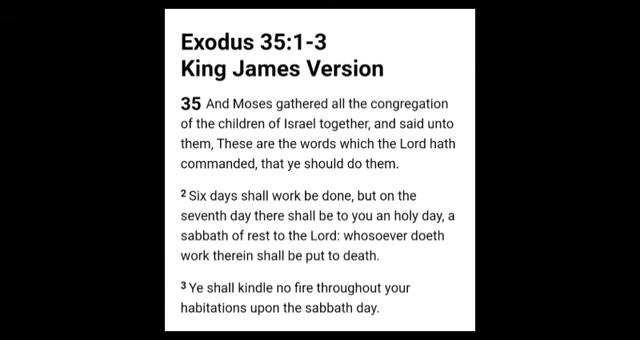 Exodus 35:1-3
King James Version
35 And Moses gathered all the congregation
of the children of Israel together, and said unto
them, These are the words which the Lord hath
commanded, that ye should do them.
2 Six days shall work be done, but on the
seventh day there shall be to you an holy day, a
sabbath of rest to the Lord: whosoever doeth
work therein shall be put to death.
3 Ye shall kindle no fire throughout your
habitations upon the sabbath day.